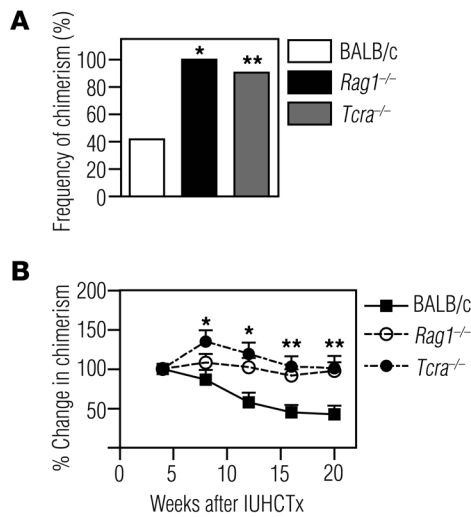 A
Frequency of chimerism (%)
100
80
60
40
20
0
*
**
BALB/c
Rag1–/–
Tcra–/–
B
% Change in chimerism
200
150
100
50
* * ** **
BALB/c
Rag1–/–
Tcra–/–
0 5 10 15 20
Weeks after IUHCTx